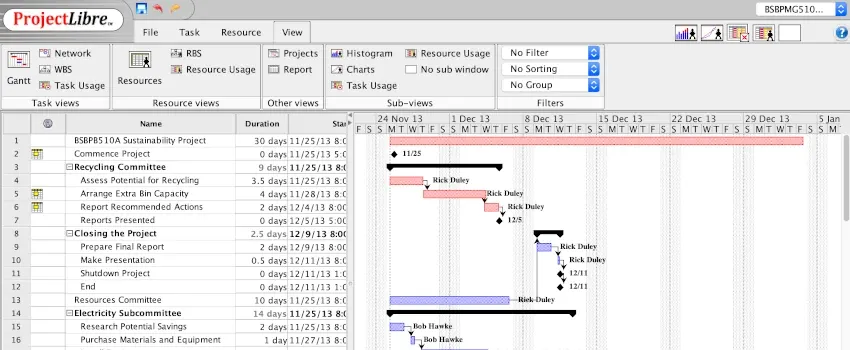 ProjectLibre™
BSBPMG510...
File Task Resource View
Network
WBS
Task Usage
Gantt
Task views
RBS
Resource Usage
Resources
Resource views
Projects
Report
Other views
Histogram
Charts
Task Usage
Resource Usage
No sub window
Sub-views
No Filter
No Sorting
No Group
Filters
Name Duration Star
24 Nov 13 1 Dec 13 8 Dec 13 15 Dec 13 22 Dec 13 29 Dec 13 5 Jan
F S S M T W T F S S M T W T F S S M T W T F S S M T W T F S S M T W T F S S M T W T F S S M T
1 BSBPB510A Sustainability Project 30 days 11/25/13 8:0
2 Commence Project 0 days 11/25/13 5:0 11/25
3 Recycling Committee 9 days 11/25/13 8:00
4 Assess Potential for Recycling 3.5 days 11/25/13 8:0 Rick Duley
5 Arrange Extra Bin Capacity 4 days 11/28/13 8:0 Rick Duley
6 Report Recommended Actions 2 days 12/4/13 8:00 Rick Duley
7 Reports Presented 0 days 12/5/13 5:00 12/5
8 Closing the Project 2.5 days 12/9/13 8:00
9 Prepare Final Report 2 days 12/9/13 8:00 Rick Duley
10 Make Presentation 0.5 days 12/11/13 8:0 Rick Duley
11 Shutdown Project 0 days 12/11/13 1:0 12/11
12 End 0 days 12/11/13 1:0 12/11
13 Resources Committee 10 days 11/25/13 8:0 Rick Duley
14 Electricity Subcommittee 14 days 11/25/13 8:0
15 Research Potential Savings 2 days 11/25/13 8:0 Bob Hawke
16 Purchase Materials and Equipment 1 day 11/27/13 8:0 Bob Hawke